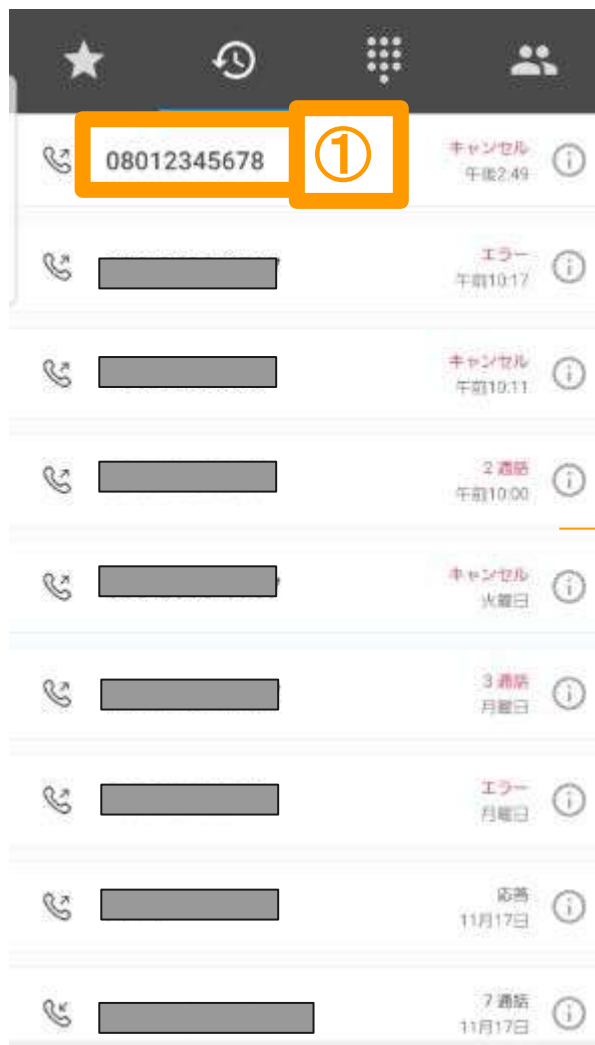 08012345678
①
キャンセル
午後2:49
エラー
午前10:17
キャンセル
午前10:11
2 通話
午前10:00
キャンセル
火曜日
3 通話
月曜日
エラー
月曜日
応答
11月17日
7 通話
11月17日